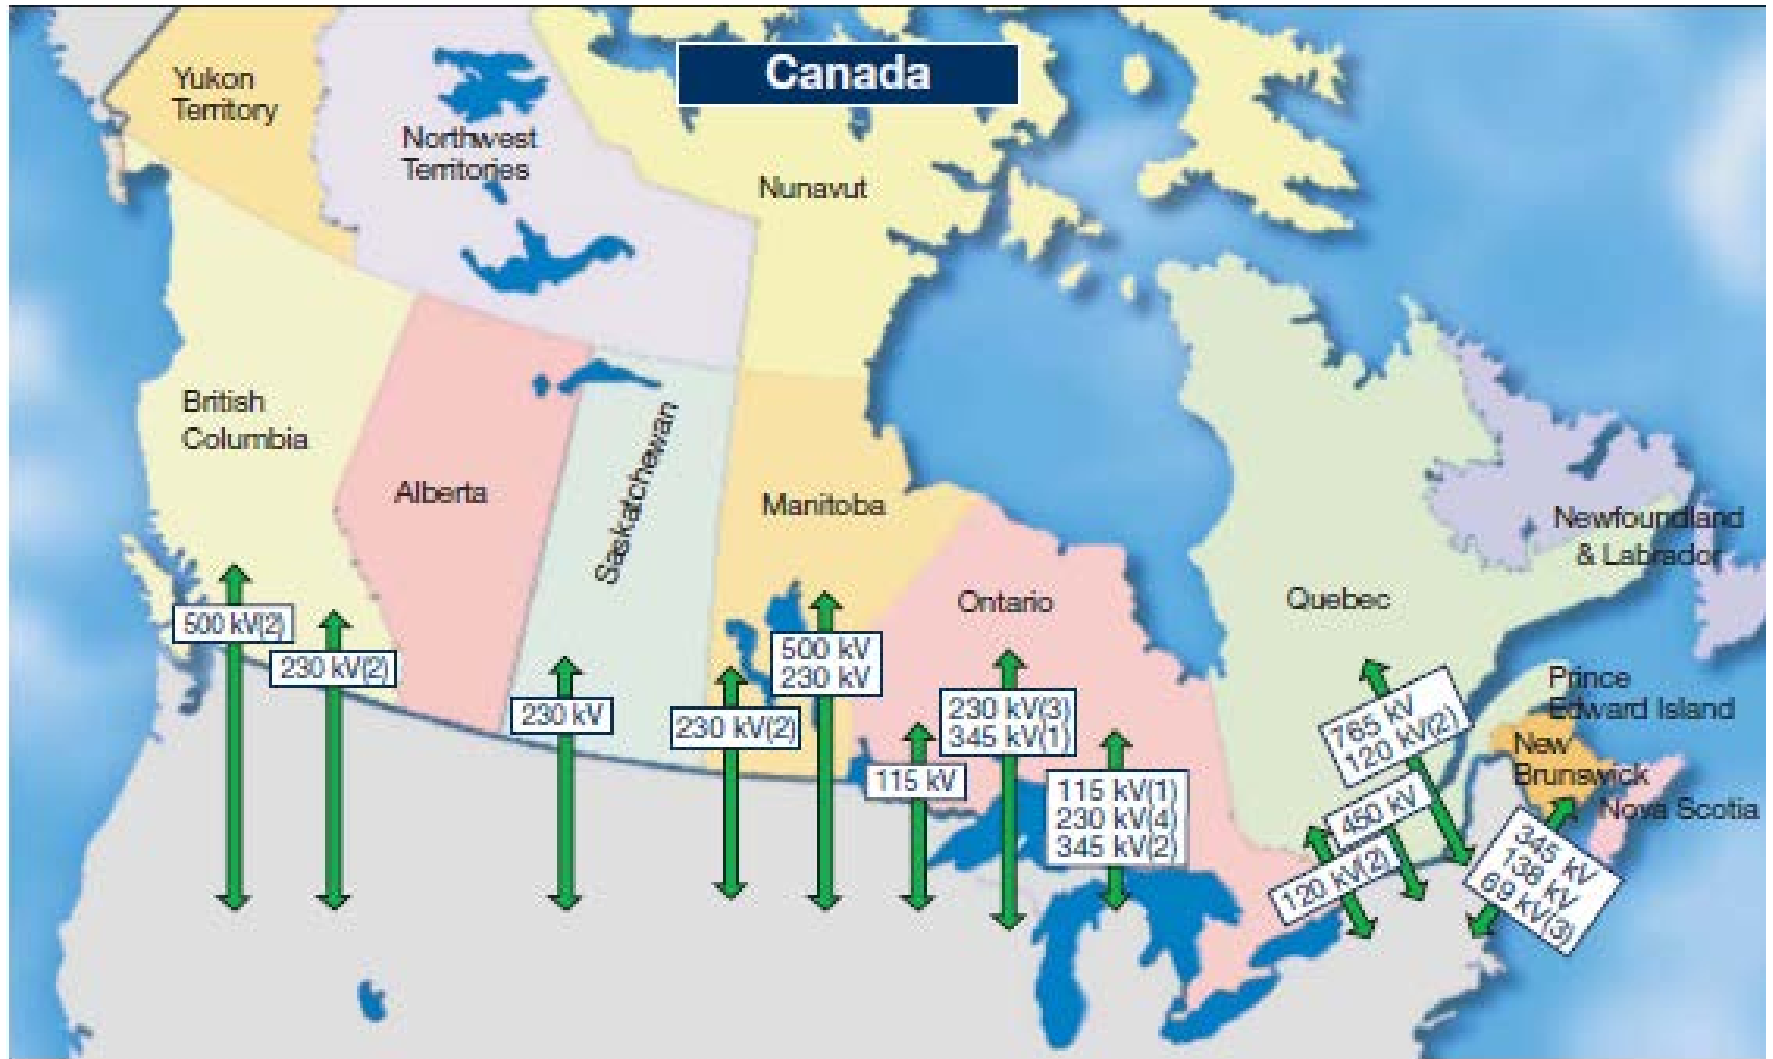 Canada
Yukon
Territory
Northwest
Territories
Nunavut
British
Columbia
Alberta
Saskatchewan
Manitoba
Ontario
Quebec
Newfoundland
& Labrador
Prince
Edward Island
New
Brunswick
Nova Scotia
500 kV(2)
230 kV(2)
230 kV
230 kV(2)
500 kV
230 kV
115 kV
230 kV(3)
345 kV(1)
115 kV(1)
230 kV(4)
345 kV(2)
765 kV
120 kV(2)
450 kV
120 kV(2)
345 kV
138 kV
69 kV(3)